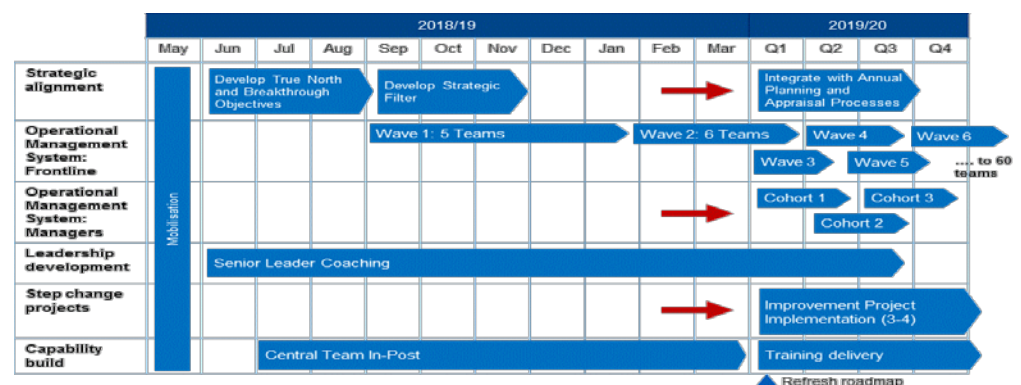 2018/19 2019/20
May Jun Jul Aug Sep Oct Nov Dec Jan Feb Mar Q1 Q2 Q3 Q4
Strategic
alignment
Develop True North
and Breakthrough
Objectives
Develop Strategic
Filter
Integrate with Annual
Planning and
Appraisal Processes
Operational
Management
System:
Frontline
Wave 1: 5 Teams
Wave 2: 6 Teams
Wave 4
Wave 6
Wave 3
Wave 5
.... to 60
teams
Operational
Management
System:
Managers
Cohort 1
Cohort 3
Cohort 2
Mobilisation
Leadership
development
Senior Leader Coaching
Step change
projects
Improvement Project
Implementation (3-4)
Capability
build
Central Team In-Post
Training delivery
Refresh roadmap